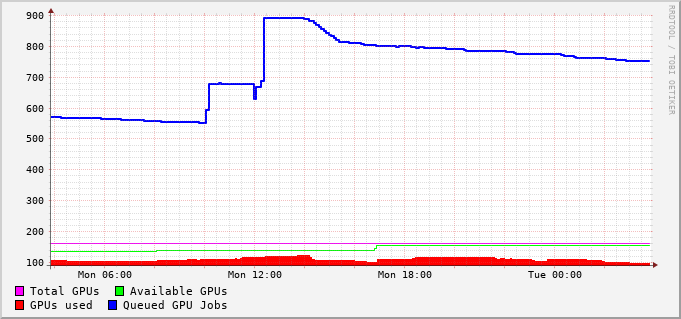 900
800
700
600
500
400
300
200
100
Mon 06:00 Mon 12:00 Mon 18:00 Tue 00:00
Total GPUs Available GPUs
GPUs used Queued GPU Jobs
RRDTOOL / TOBI OETIKER